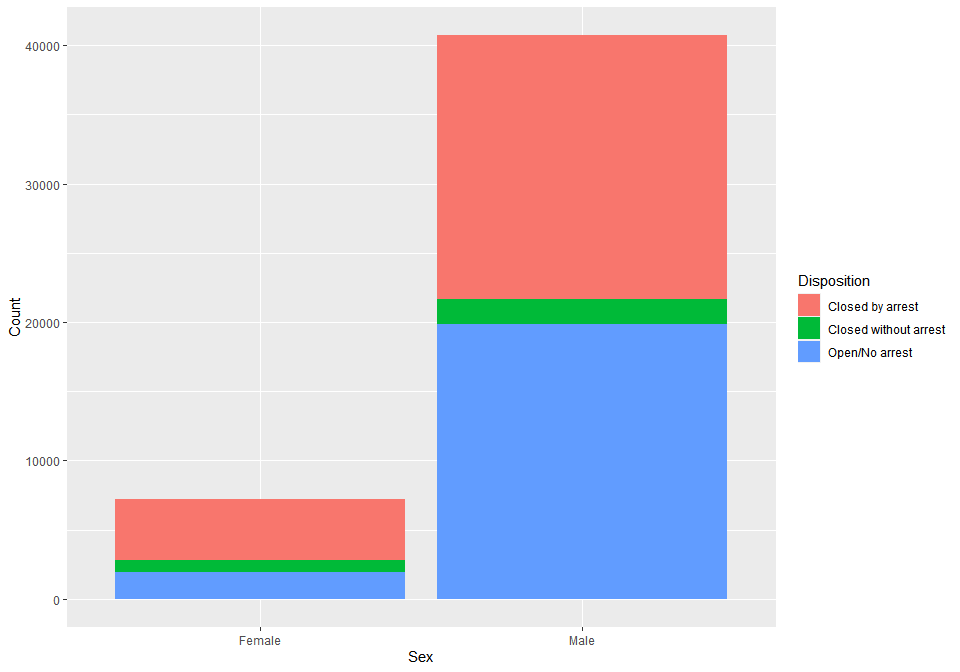 40000
30000
20000
10000
0
Count
Female
Male
Sex
Disposition
Closed by arrest
Closed without arrest
Open/No arrest